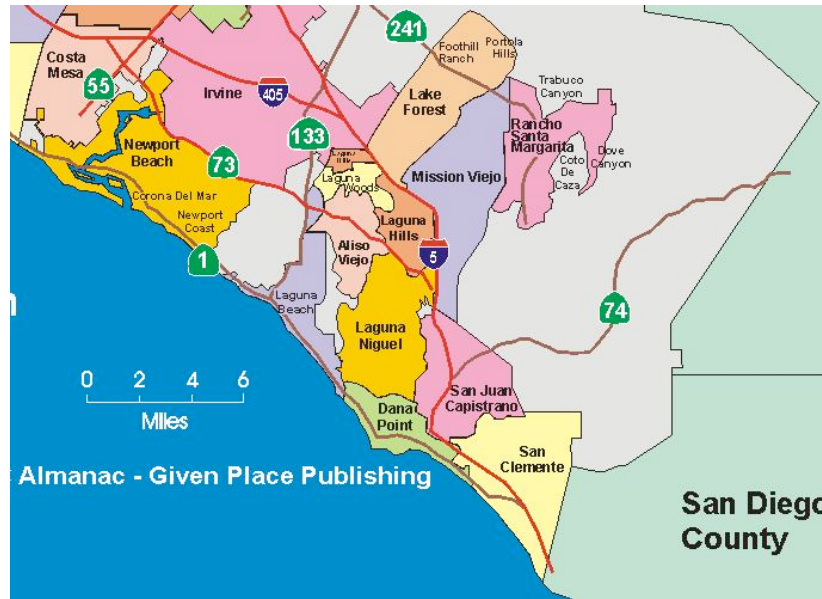 241
Foothill
Ranch
Portola
Hills
Costa
Mesa
55
Irvine
405
Lake
Forest
Trabuco
Canyon
133
Rancho
Santa
Margarita
Newport
Beach
73
Laguna
Hills
Laguna
Woods
Mission Viejo
Coto
De
Caza
Dove
Canyon
Corona Del Mar
Newport
Coast
Laguna
Hills
Aliso
Viejo
1
5
Laguna
Beach
74
Laguna
Niguel
0 2 4 6
Miles
San Juan
Capistrano
Dana
Point
San
Clemente
Almanac - Given Place Publishing
San Diego
County